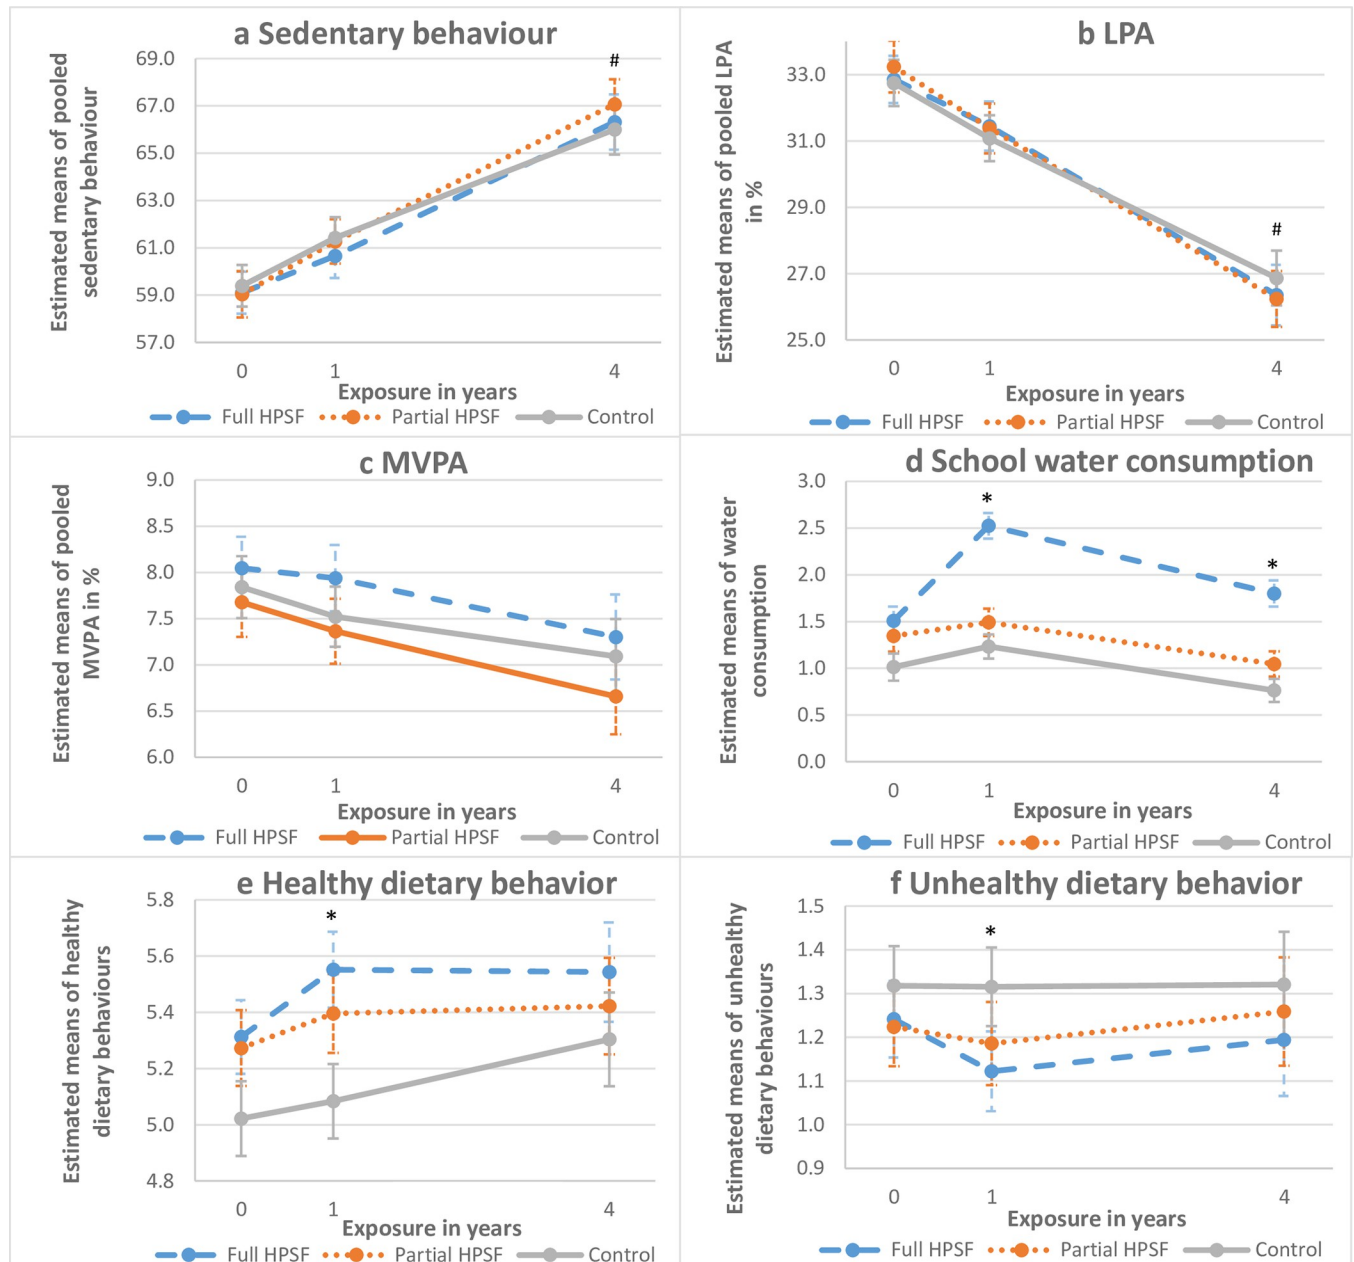 a Sedentary behaviour
Estimated means of pooled
sedentary behaviour
69.0
67.0
65.0
63.0
61.0
59.0
57.0
#
0
1
4
Exposure in years
Full HPSF
Partial HPSF
Control
b LPA
Estimated means of pooled LPA
in %
33.0
31.0
29.0
27.0
25.0
#
0
1
4
Exposure in years
Full HPSF
Partial HPSF
Control
c MVPA
Estimated means of pooled
MVPA in %
9.0
8.5
8.0
7.5
7.0
6.5
6.0
0
1
4
Exposure in years
Full HPSF
Partial HPSF
Control
d School water consumption
Estimated means of water
consumption
3.0
2.5
2.0
1.5
1.0
0.5
0.0
*
*
0
1
4
Exposure in years
Full HPSF
Partial HPSF
Control
e Healthy dietary behavior
Estimated means of healthy
dietary behaviours
5.8
5.6
5.4
5.2
5.0
4.8
*
0
1
4
Exposure in years
Full HPSF
Partial HPSF
Control
f Unhealthy dietary behavior
Estimated means of unhealthy
dietary behaviours
1.5
1.4
1.3
1.2
1.1
1.0
0.9
*
0
1
4
Exposure in years
Full HPSF
Partial HPSF
Control